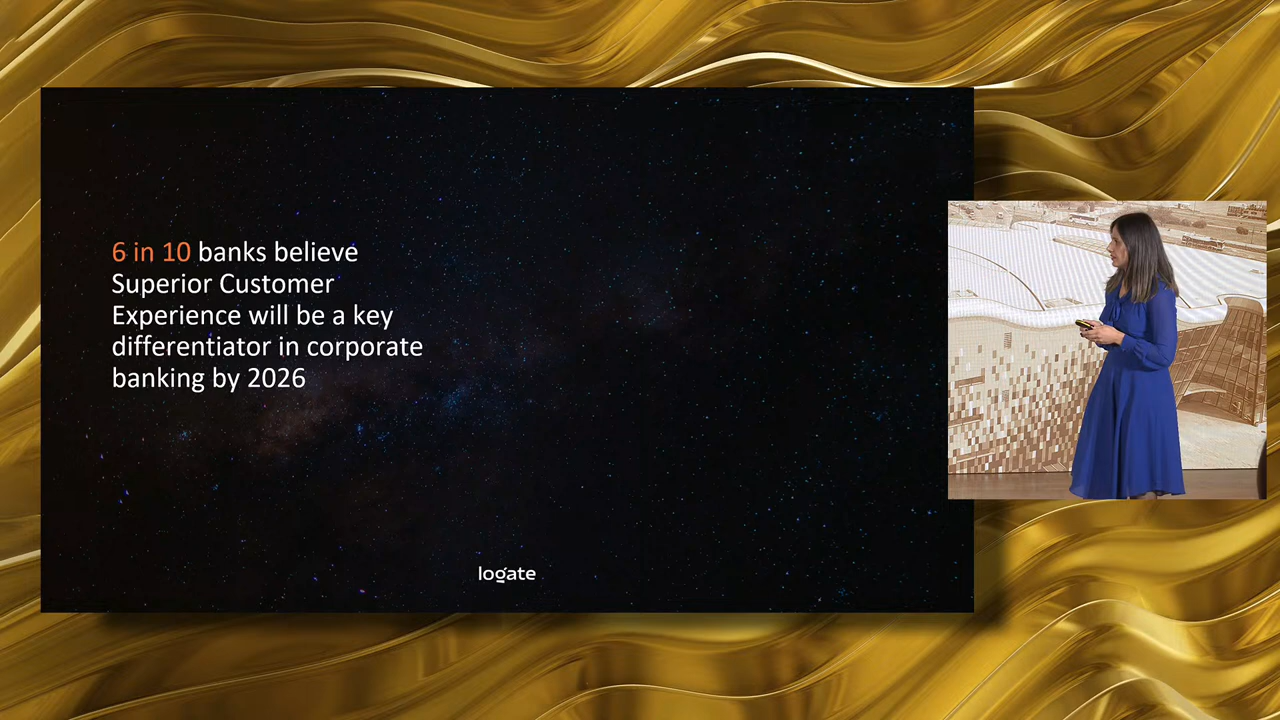 6 in 10 banks believe
Superior Customer
Experience will be a key
differentiator in corporate
banking by 2026
logate